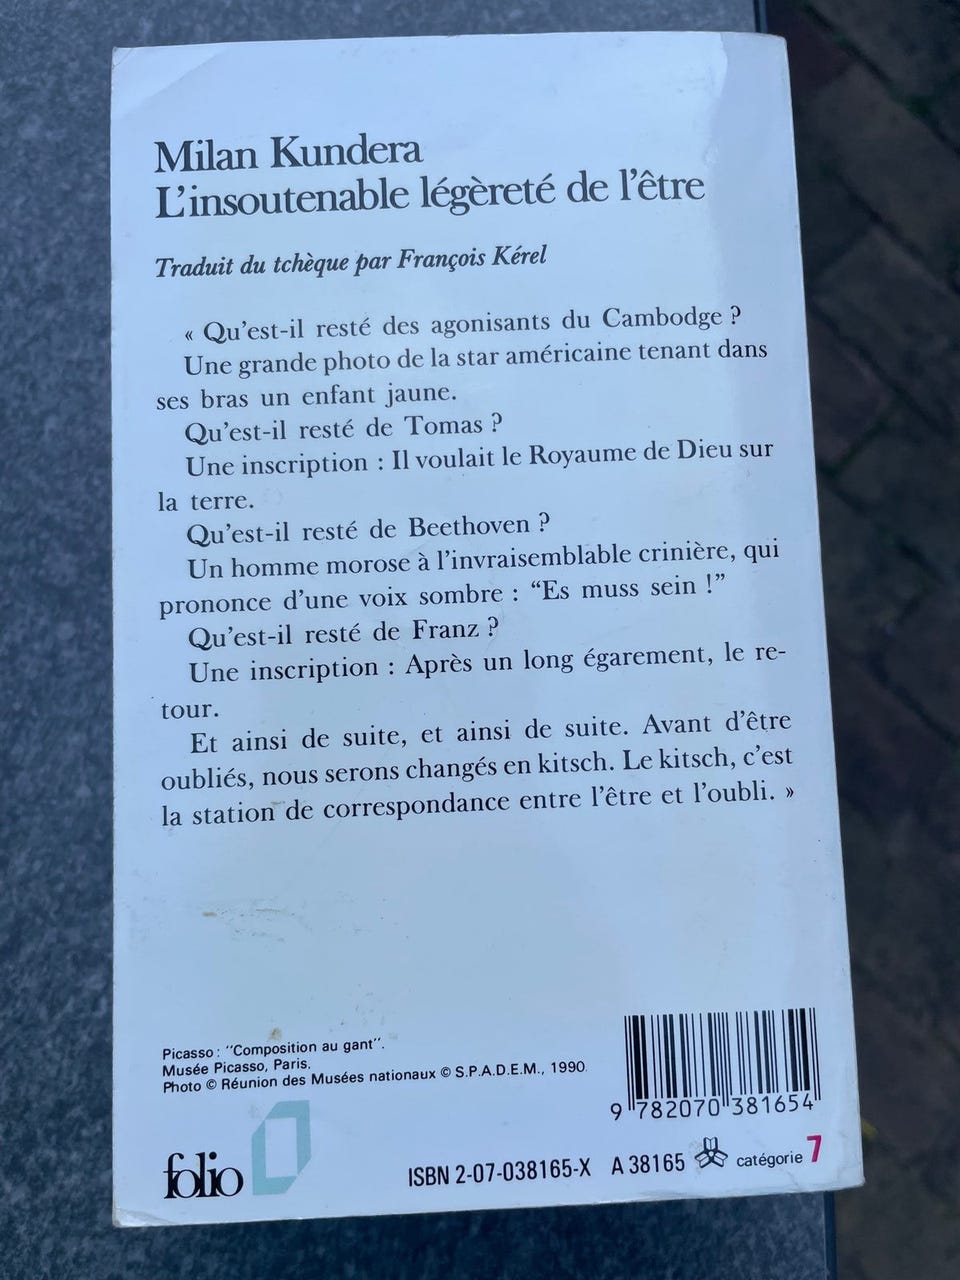 Milan Kundera
L'insoutenable légèreté de l'être
Traduit du tchèque par François Kérel
« Qu'est-il resté des agonisants du Cambodge ?
Une grande photo de la star américaine tenant dans
ses bras un enfant jaune.
Qu'est-il resté de Tomas ?
Une inscription : Il voulait le Royaume de Dieu sur
la terre.
Qu'est-il resté de Beethoven ?
Un homme morose à l'invraisemblable crinière, qui
prononce d'une voix sombre : “Es muss sein !”
Qu'est-il resté de Franz ?
Une inscription : Après un long égarement, le re-
tour.
Et ainsi de suite, et ainsi de suite. Avant d'être
oubliés, nous serons changés en kitsch. Le kitsch, c'est
la station de correspondance entre l'être et l'oubli. »
Picasso : ‘‘Composition au gant’’.
Musée Picasso, Paris.
Photo © Réunion des Musées nationaux © S.P.A.D.E.M., 1990.
9 782070 381654
folio
ISBN 2-07-038165-X A 38165 catégorie 7